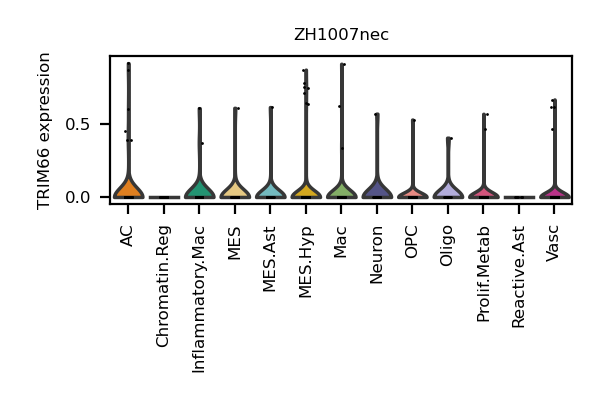 ZH1007nec
TRIM66 expression
0.5
0.0
AC
Chromatin.Reg
Inflammatory.Mac
MES
MES.Ast
MES.Hyp
Mac
Neuron
OPC
Oligo
Prolif.Metab
Reactive.Ast
Vasc